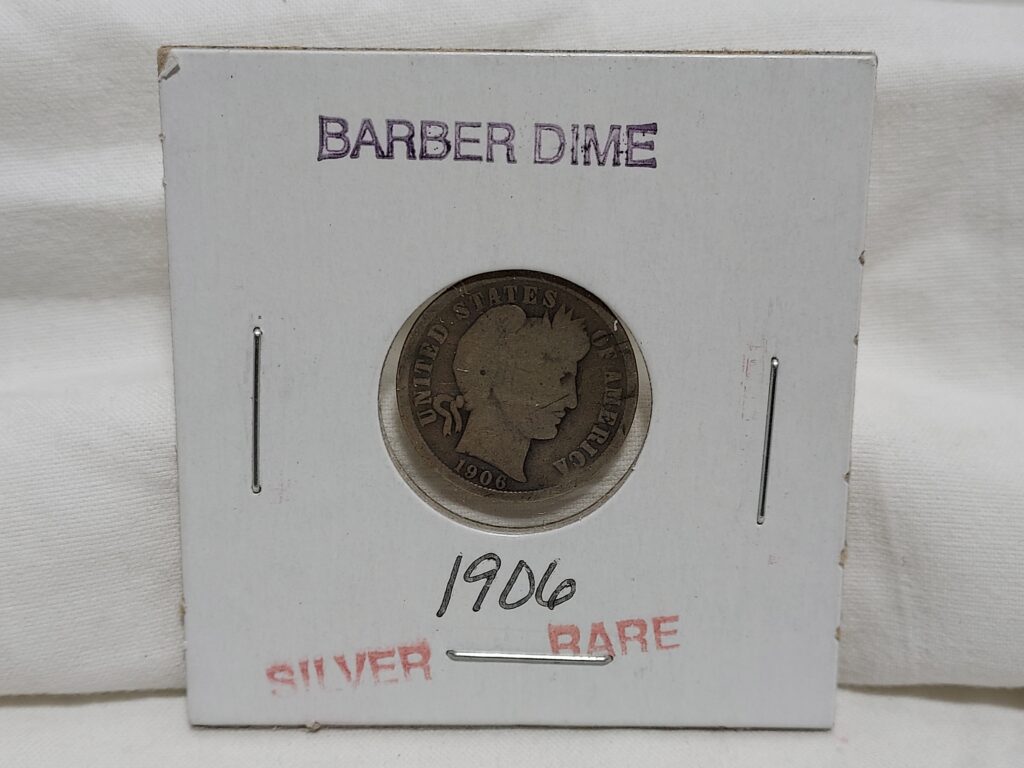 BARBER DIME
UNITED STATES OF AMERICA
1906
1906
SILVER RARE